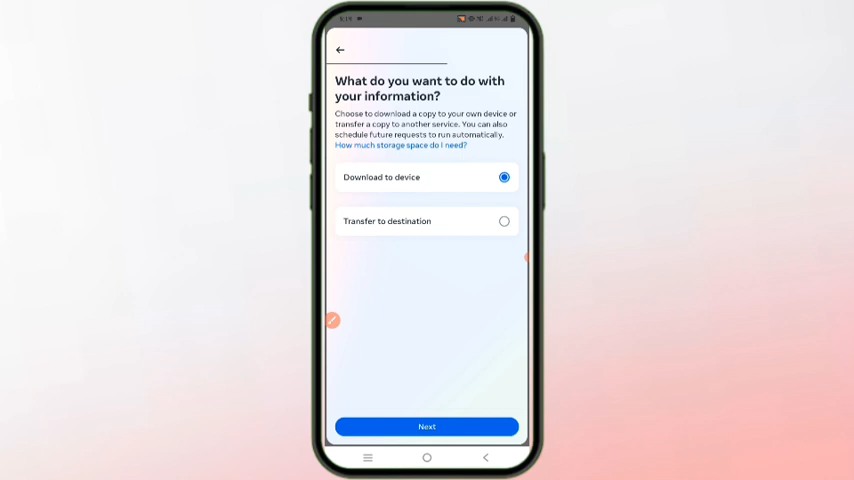 What do you want to do with
your information?
Choose to download a copy to your own device or
transfer a copy to another service. You can also
schedule future requests to run automatically.
How much storage space do I need?
Download to device
Transfer to destination
Next